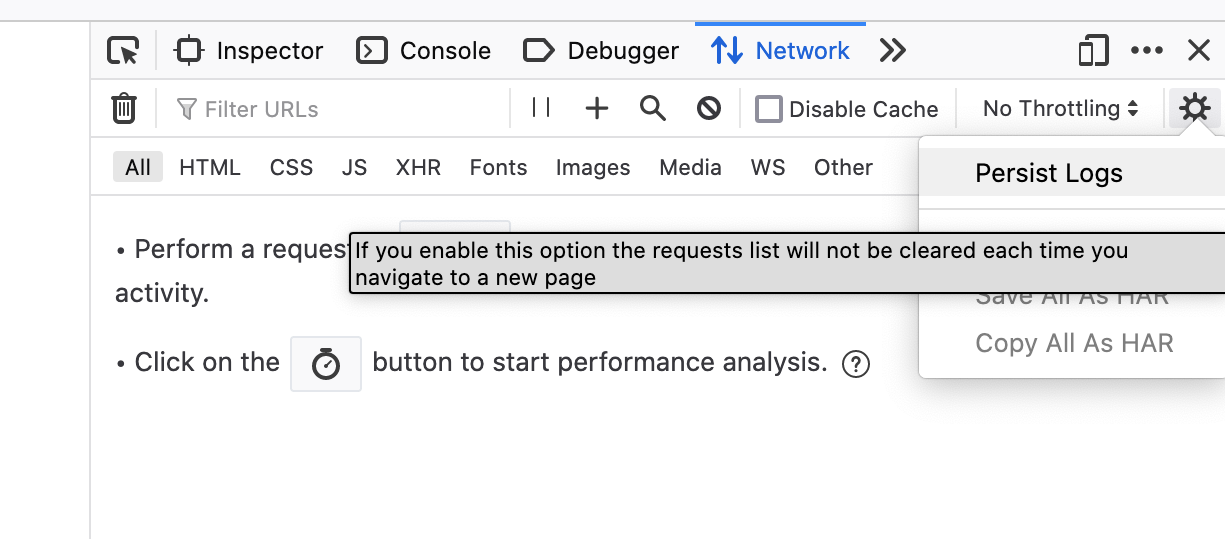 Inspector Console Debugger Network
Filter URLs Disable Cache No Throttling
All HTML CSS JS XHR Fonts Images Media WS Other
Persist Logs
• Perform a request
If you enable this option the requests list will not be cleared each time you
navigate to a new page
activity.
Save All As HAR
Copy All As HAR
• Click on the button to start performance analysis.